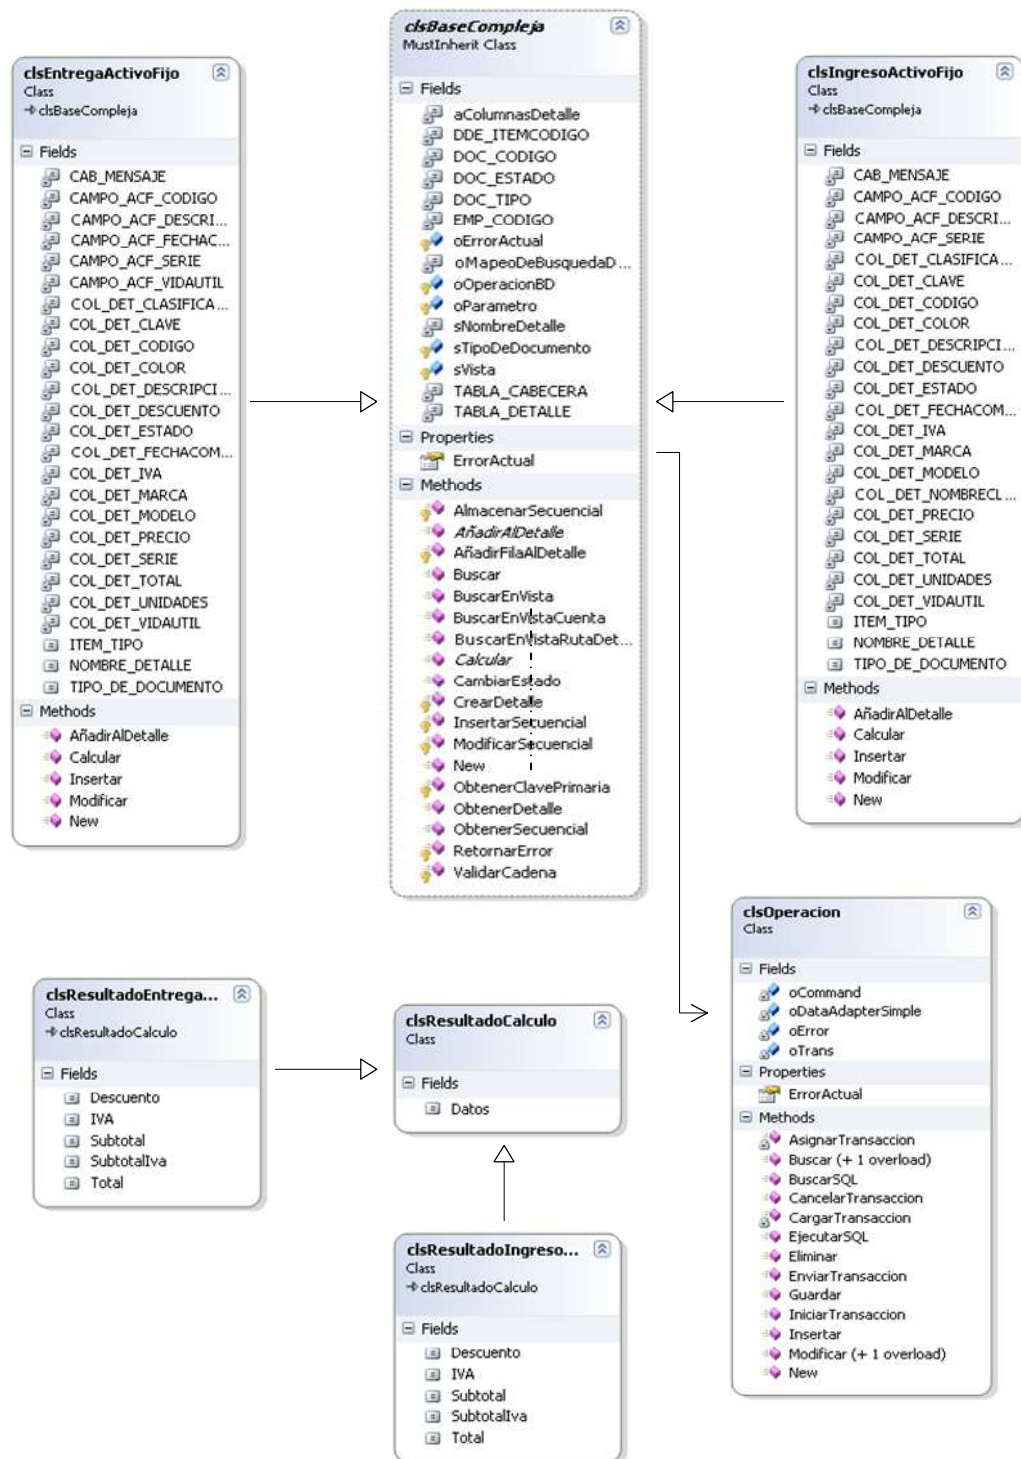 clsEntregaActivoFijo
Class
clsBaseCompleja
Fields
CAB_MENSAJE
CAMPO_ACF_CODIGO
CAMPO_ACF_DESCRI...
CAMPO_ACF_FECHAC...
CAMPO_ACF_SERIE
CAMPO_ACF_VIDAUTIL
COL_DET_CLASIFICA...
COL_DET_CLAVE
COL_DET_CODIGO
COL_DET_COLOR
COL_DET_DESCRIPCI...
COL_DET_DESCUENTO
COL_DET_ESTADO
COL_DET_FECHACOM...
COL_DET_IVA
COL_DET_MARCA
COL_DET_MODELO
COL_DET_PRECIO
COL_DET_SERIE
COL_DET_TOTAL
COL_DET_UNIDADES
COL_DET_VIDAUTIL
ITEM_TIPO
NOMBRE_DETALLE
TIPO_DE_DOCUMENTO
Methods
AñadirAlDetalle
Calcular
Insertar
Modificar
New
clsBaseCompleja
MustInherit Class
Fields
aColumnasDetalle
DDE_ITEMCODIGO
DOC_CODIGO
DOC_ESTADO
DOC_TIPO
EMP_CODIGO
oErrorActual
oMapeoDeBusquedaD...
oOperacionBD
oParametro
sNombreDetalle
sTipoDeDocumento
sVista
TABLA_CABECERA
TABLA_DETALLE
Properties
ErrorActual
Methods
AlmacenarSecuencial
AñadirAlDetalle
AñadirFilaAlDetalle
Buscar
BuscarEnVista
BuscarEnVistaCuenta
BuscarEnVistaRutaDet...
Calcular
CambiarEstado
CrearDetalle
InsertarSecuencial
ModificarSecuencial
New
ObtenerClavePrimaria
ObtenerDetalle
ObtenerSecuencial
RetornarError
ValidarCadena
clsIngresoActivoFijo
Class
clsBaseCompleja
Fields
CAB_MENSAJE
CAMPO_ACF_CODIGO
CAMPO_ACF_DESCRI...
CAMPO_ACF_SERIE
COL_DET_CLASIFICA...
COL_DET_CLAVE
COL_DET_CODIGO
COL_DET_COLOR
COL_DET_DESCRIPCI...
COL_DET_DESCUENTO
COL_DET_ESTADO
COL_DET_FECHACOM...
COL_DET_IVA
COL_DET_MARCA
COL_DET_MODELO
COL_DET_NOMBRECL...
COL_DET_PRECIO
COL_DET_SERIE
COL_DET_TOTAL
COL_DET_UNIDADES
COL_DET_VIDAUTIL
ITEM_TIPO
NOMBRE_DETALLE
TIPO_DE_DOCUMENTO
Methods
AñadirAlDetalle
Calcular
Insertar
Modificar
New
clsOperacion
Class
Fields
oCommand
oDataAdapterSimple
oError
oTrans
Properties
ErrorActual
Methods
AsignarTransaccion
Buscar (+ 1 overload)
BuscarSQL
CancelarTransaccion
CargarTransaccion
EjecutarSQL
Eliminar
EnviarTransaccion
Guardar
IniciarTransaccion
Insertar
Modificar (+ 1 overload)
New
clsResultadoEntrega...
Class
clsResultadoCalculo
Fields
Descuento
IVA
Subtotal
SubtotalIva
Total
clsResultadoCalculo
Class
Fields
Datos
clsResultadoIngreso...
Class
clsResultadoCalculo
Fields
Descuento
IVA
Subtotal
SubtotalIva
Total